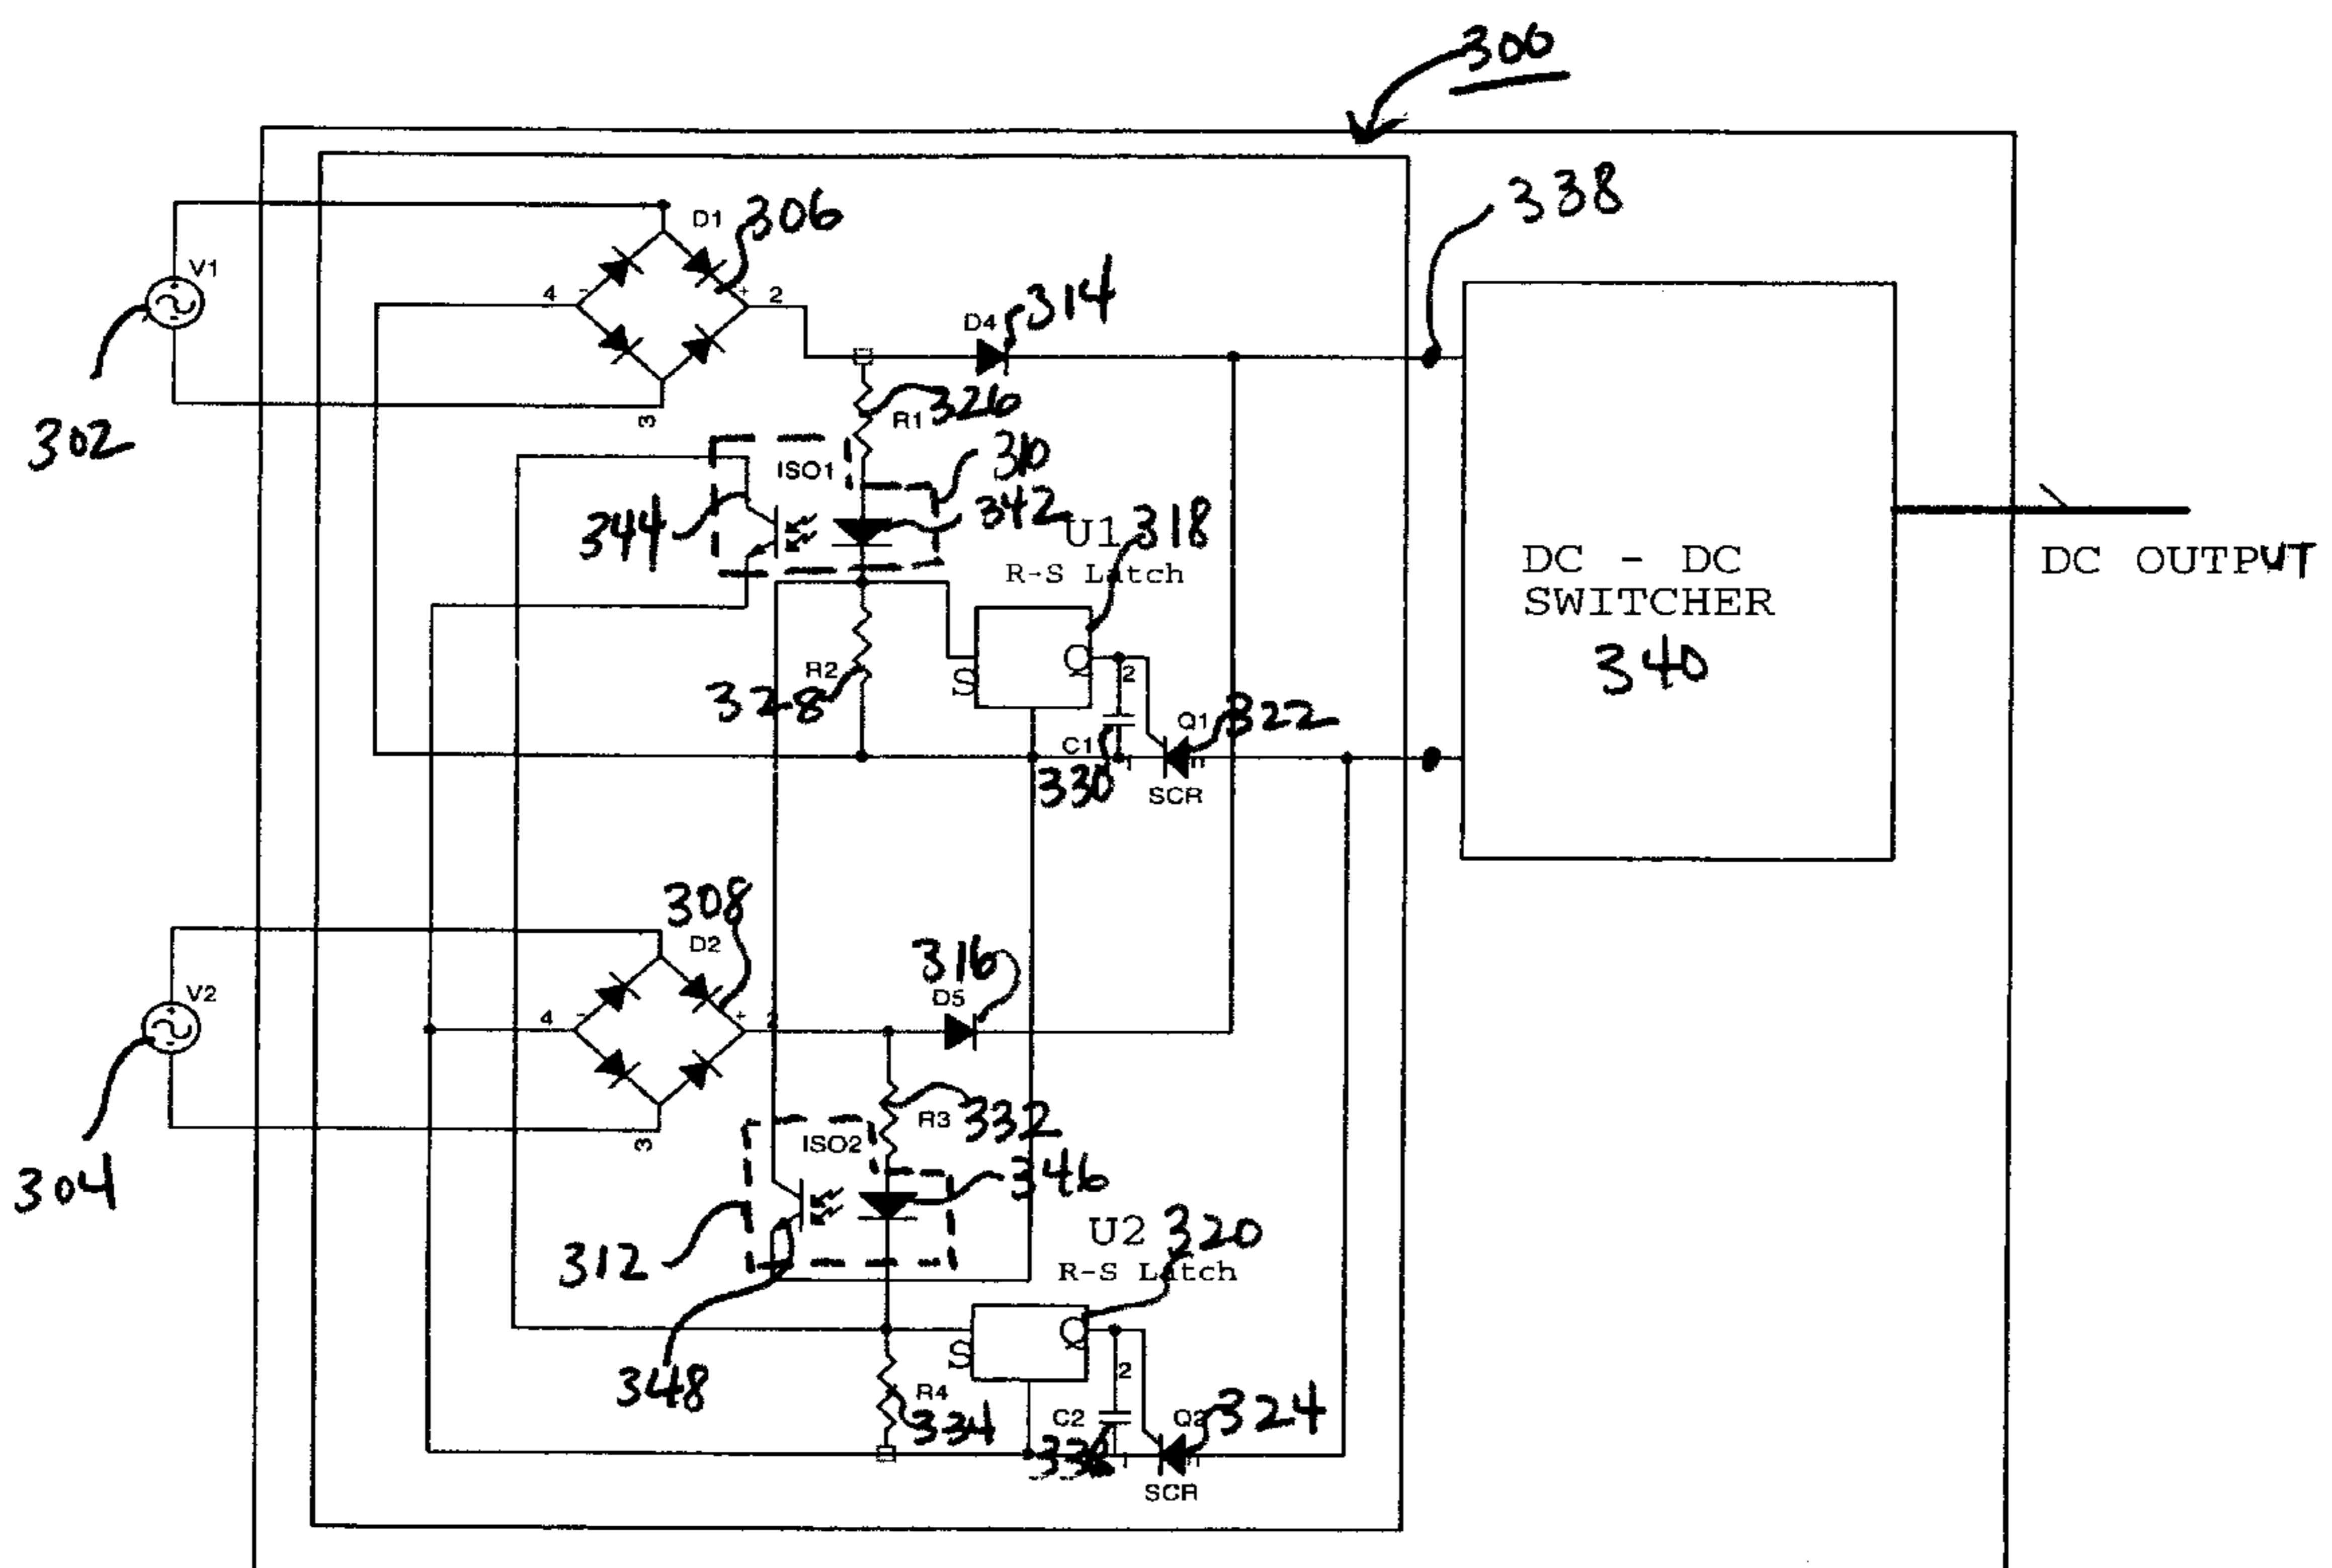 300
338
D1
306
V1
4
-
+
2
D4
314
302
3
R1
326
ISO1
310
344
342
U1
318
R-S Latch
DC OUTPUT
DC - DC
SWITCHER
340
R2
328
S
Q
2
C1
330
1
Q1
322
SCR
308
D2
316
D5
V2
4
-
+
2
304
3
R3
332
ISO2
346
312
U2
320
R-S Latch
348
S
Q
2
R4
334
C2
1
Q2
324
SCR